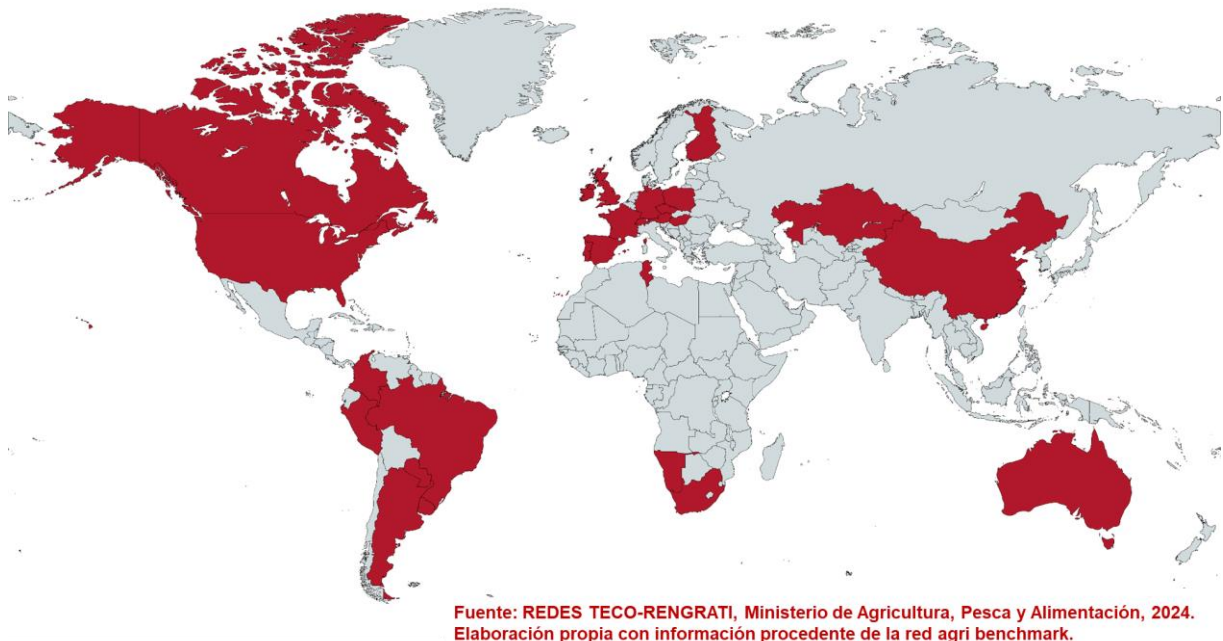 Fuente: REDES TECO-RENGRATI, Ministerio de Agricultura, Pesca y Alimentación, 2024.
Elaboración propia con información procedente de la red agri benchmark.